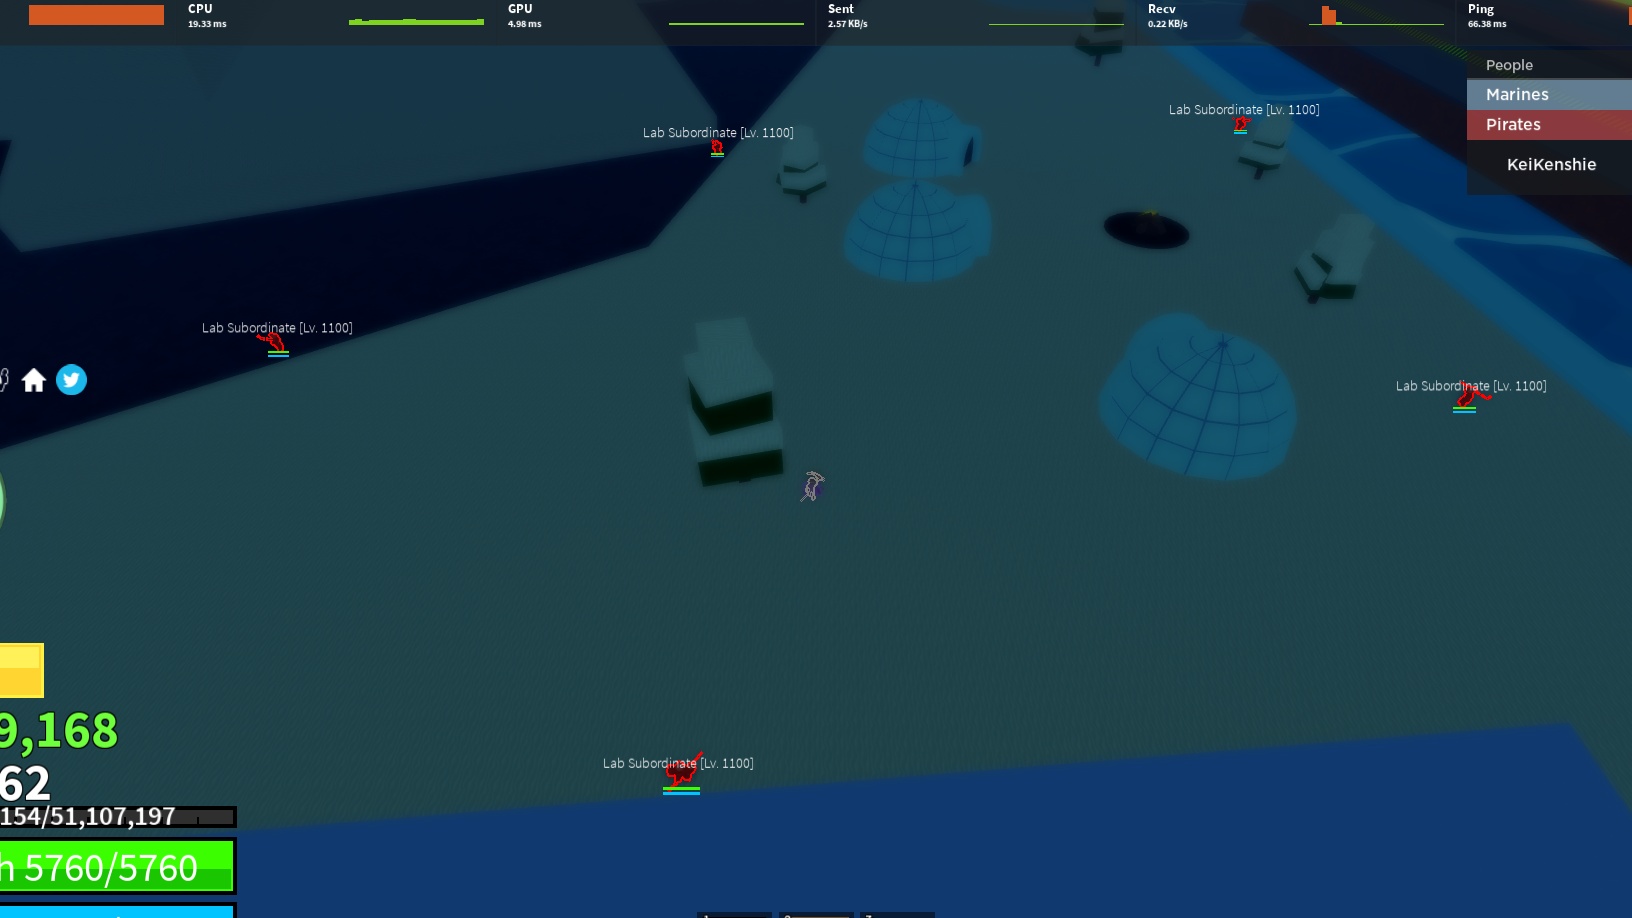 CPU
19.33 ms
GPU
4.98 ms
Sent
2.57 KB/s
Recv
0.22 KB/s
Ping
66.38 ms
People
Marines
Pirates
KeiKenshie
Lab Subordinate [Lv. 1100]
Lab Subordinate [Lv. 1100]
Lab Subordinate [Lv. 1100]
Lab Subordinate [Lv. 1100]
Lab Subordinate [Lv. 1100]
9,168
62
154/51,107,197
h 5760/5760